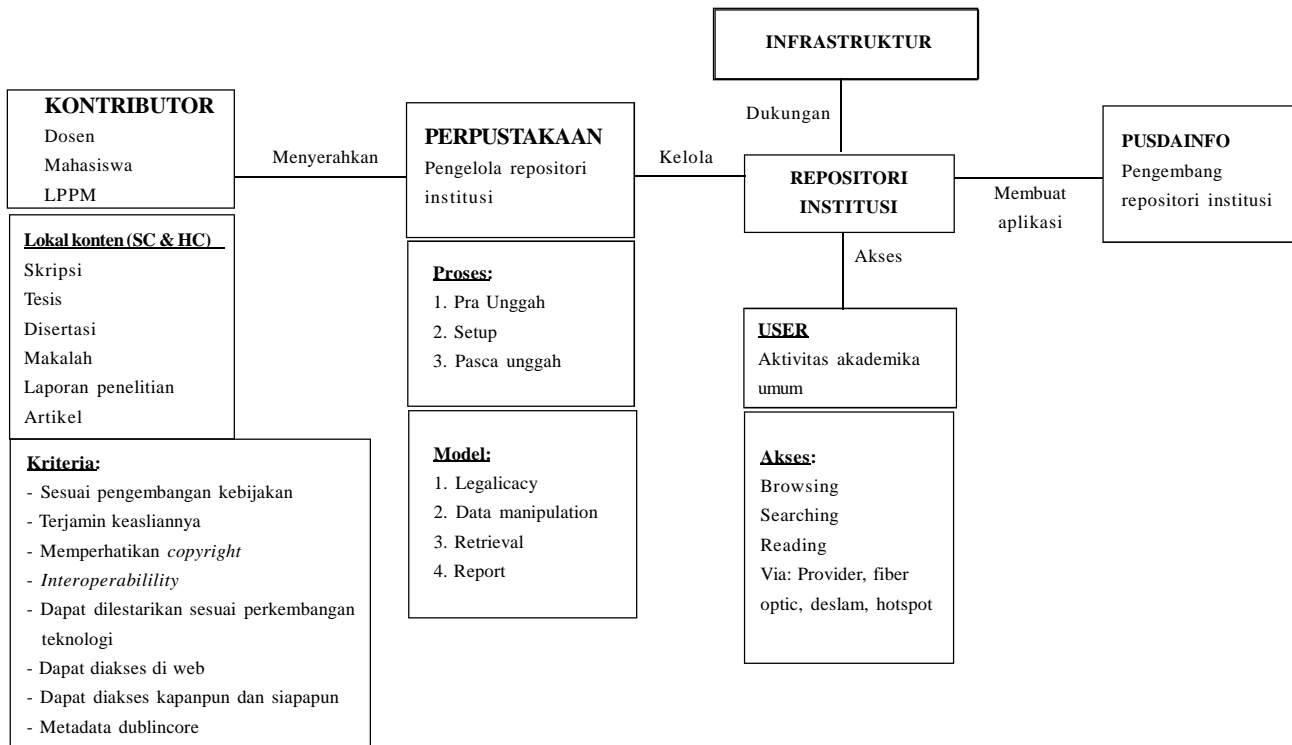 INFRASTRUKTUR
Dukungan
KONTRIBUTOR
Dosen
Mahasiswa
LPPM
Menyerahkan
PERPUSTAKAAN
Pengelola repositori
institusi
Kelola
REPOSITORI
INSTITUSI
Membuat
aplikasi
PUSDAINFO
Pengembang
repositori institusi
Lokal konten (SC & HC)
Skripsi
Tesis
Disertasi
Makalah
Laporan penelitian
Artikel
Kriteria:
- Sesuai pengembangan kebijakan
- Terjamin keasliannya
- Memperhatikan copyright
- Interoperabilility
- Dapat dilestarikan sesuai perkembangan
teknologi
- Dapat diakses di web
- Dapat diakses kapanpun dan siapapun
- Metadata dublincore
Proses:
1. Pra Unggah
2. Setup
3. Pasca unggah
Model:
1. Legalicacy
2. Data manipulation
3. Retrieval
4. Report
Akses
USER
Aktivitas akademika
umum
Akses:
Browsing
Searching
Reading
Via: Provider, fiber
optic, deslam, hotspot